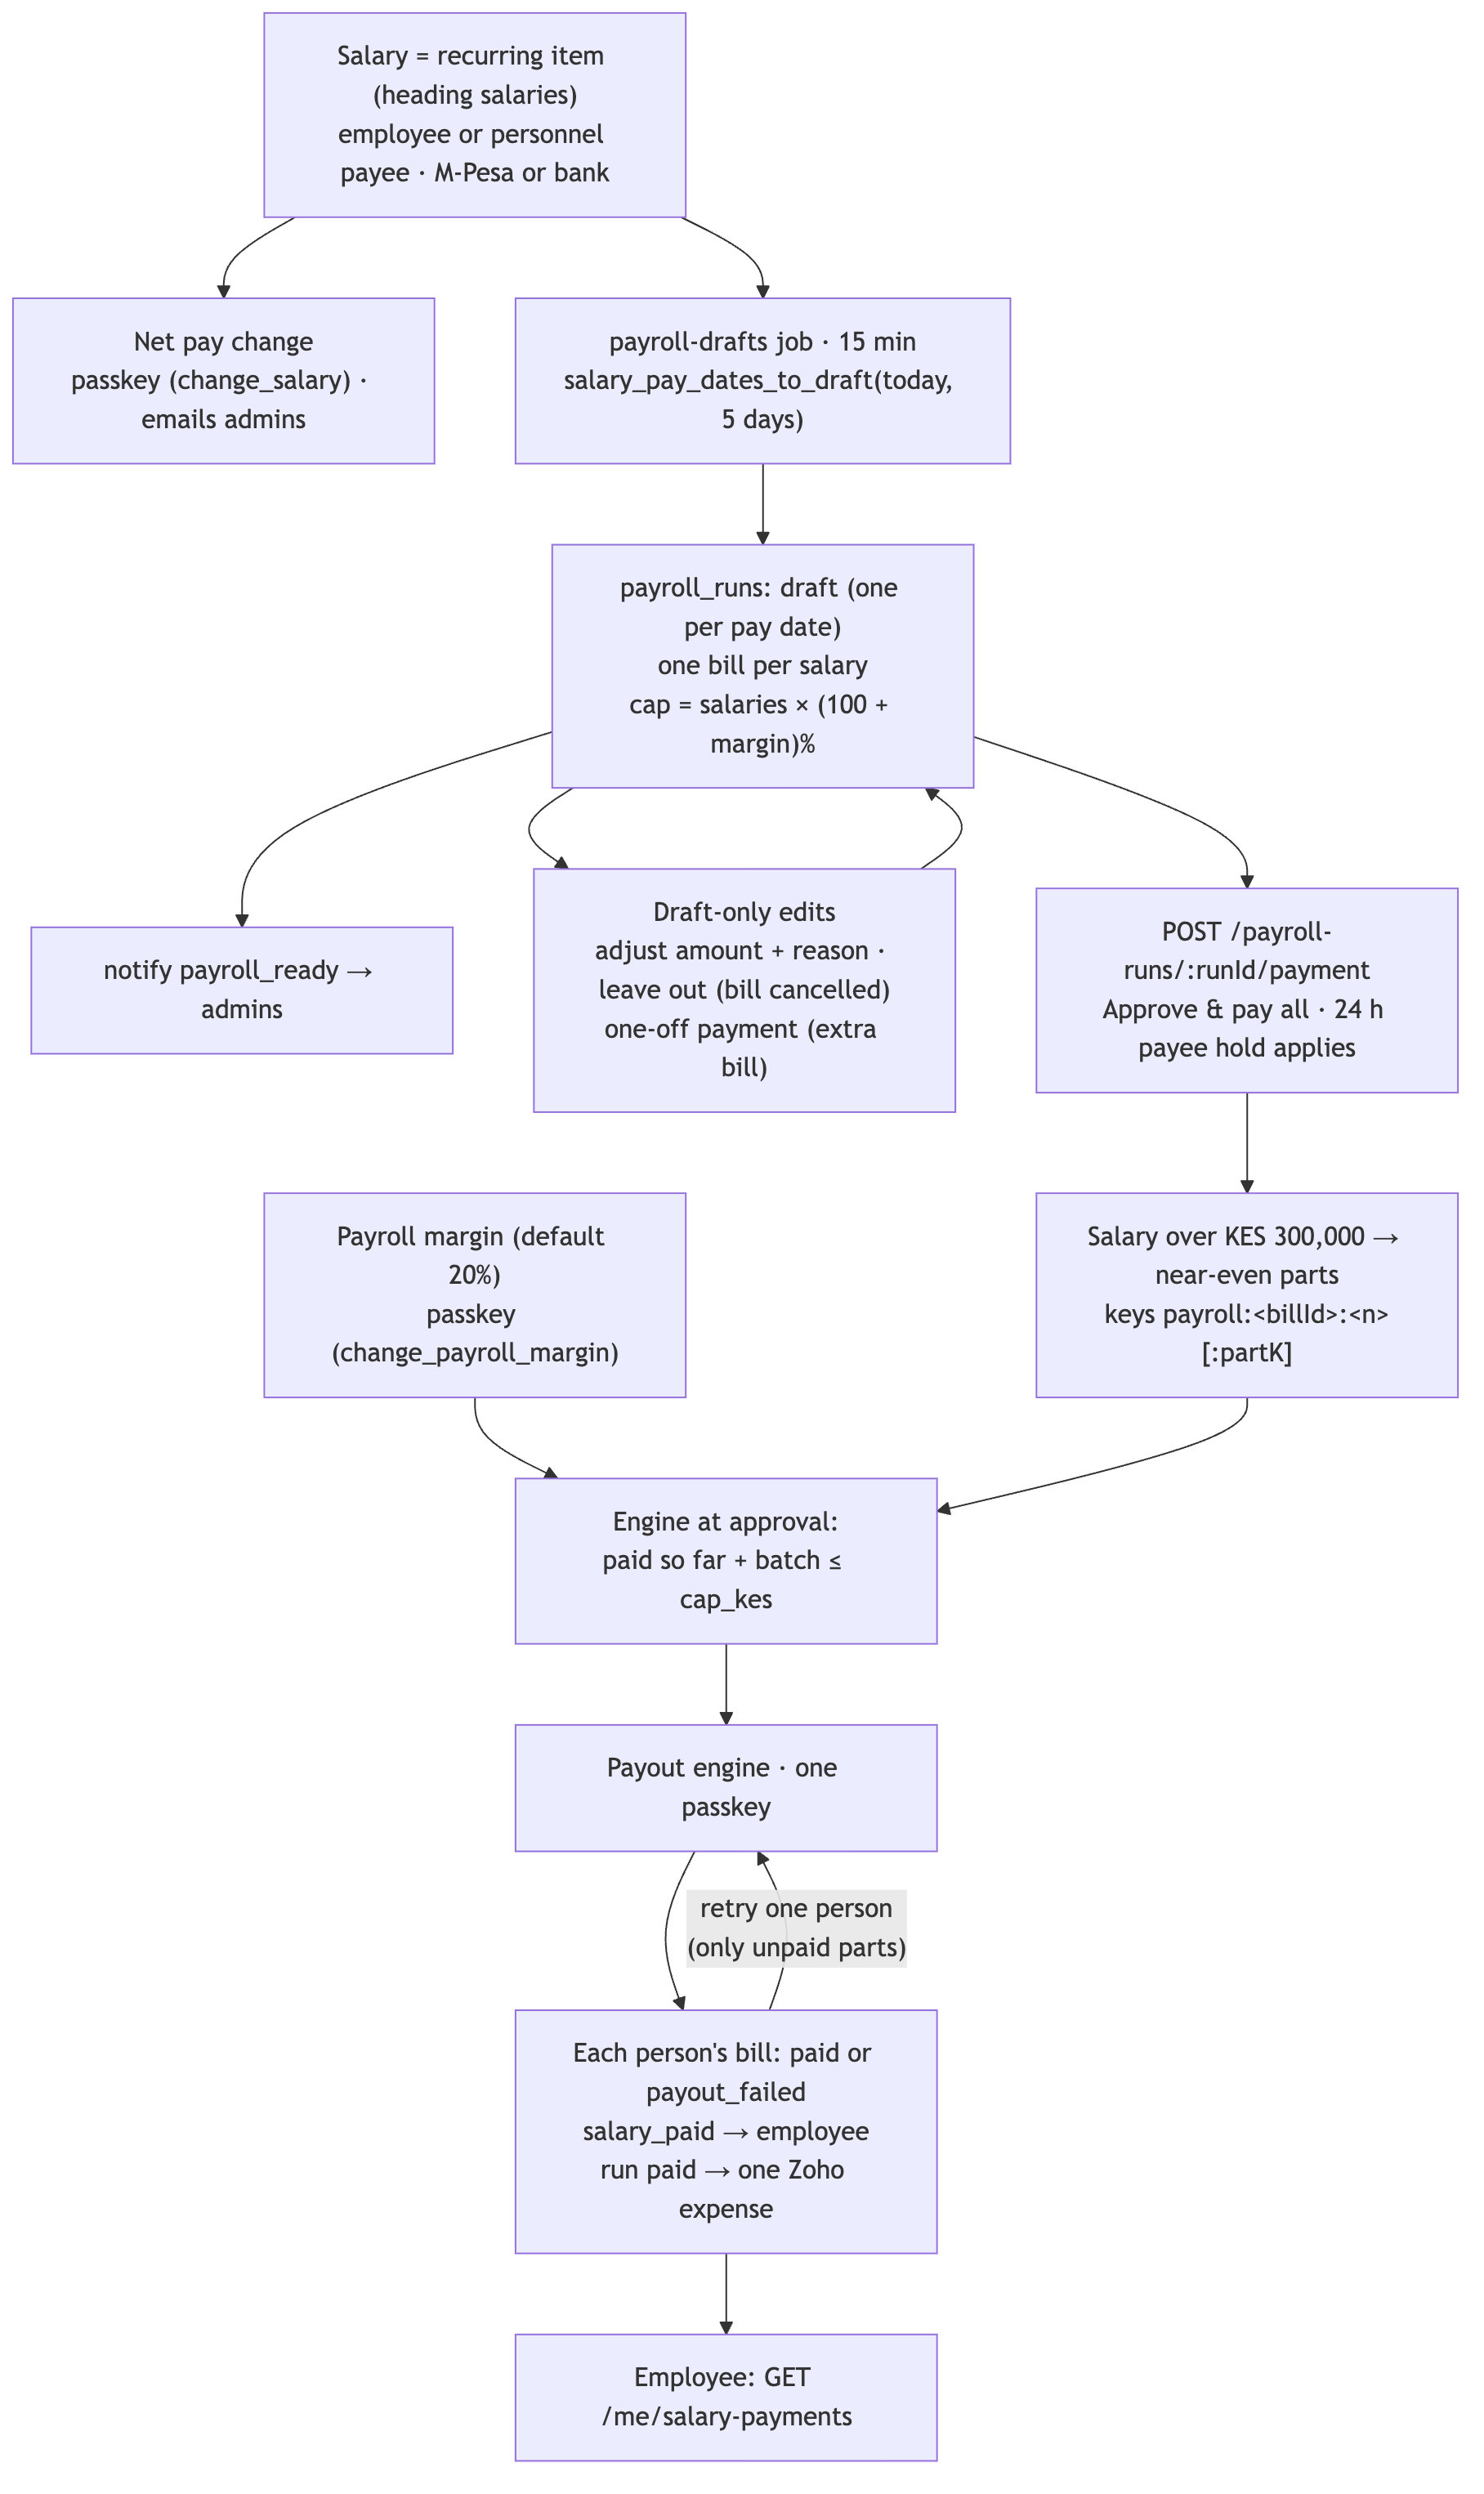 Salary = recurring item
(heading salaries)
employee or personnel
payee · M-Pesa or bank
Net pay change
passkey (change_salary) ·
emails admins
payroll-drafts job · 15 min
salary_pay_dates_to_draft(today,
5 days)
payroll_runs: draft (one
per pay date)
one bill per salary
cap = salaries × (100 +
margin)%
notify payroll_ready →
admins
Draft-only edits
adjust amount + reason ·
leave out (bill cancelled)
one-off payment (extra
bill)
POST /payroll-
runs/:runId/payment
Approve & pay all · 24 h
payee hold applies
Payroll margin (default
20%)
passkey
(change_payroll_margin)
Salary over KES 300,000 →
near-even parts
keys payroll:<billId>:<n>
[:partK]
Engine at approval:
paid so far + batch ≤
cap_kes
Payout engine · one
passkey
retry one person
(only unpaid parts)
Each person's bill: paid or
payout_failed
salary_paid → employee
run paid → one Zoho
expense
Employee: GET
/me/salary-payments